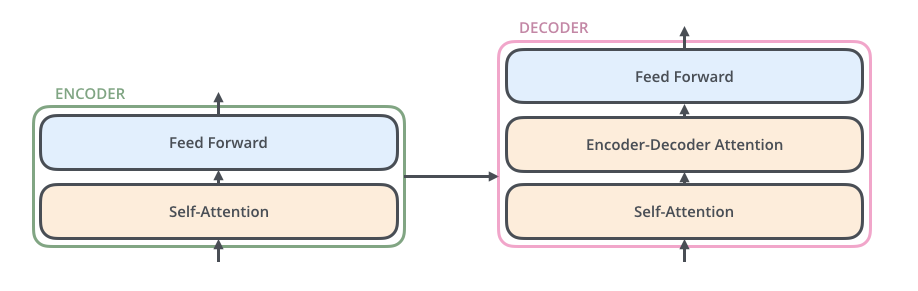 ENCODER
Feed Forward
Self-Attention
DECODER
Feed Forward
Encoder-Decoder Attention
Self-Attention